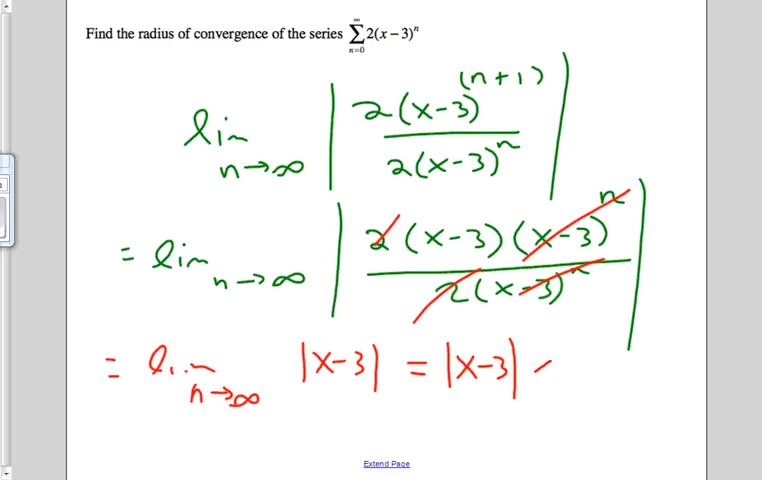 Find the radius of convergence of the series ∑_{n=0}^{∞} 2(x−3)ⁿ
lim_{n→∞} | 2(x−3)^{(n+1)} / 2(x−3)ⁿ |
= lim_{n→∞} | 2(x−3)(x−3)ⁿ / 2(x−3)ⁿ |
= lim_{n→∞} |x−3| = |x−3|
Extend Page